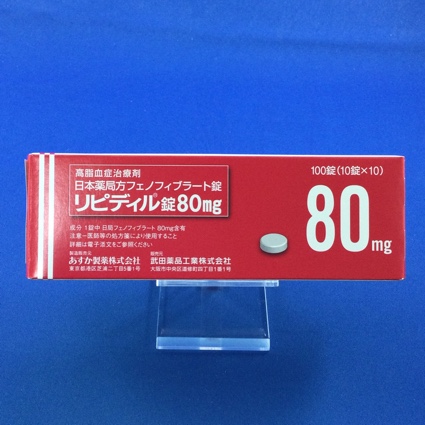 高脂血症治療剤
日本薬局方フェノフィブラート錠
リピディル錠80mg
100錠(10錠×10)
80mg
成分 1錠中 日局フェノフィブラート 80mg含有
注意-医師等の処方箋により使用すること
詳細は電子添文をご参照ください
製造販売元
あすか製薬株式会社
東京都港区芝浦二丁目5番1号
販売元
武田薬品工業株式会社
大阪市中央区道修町四丁目1番1号